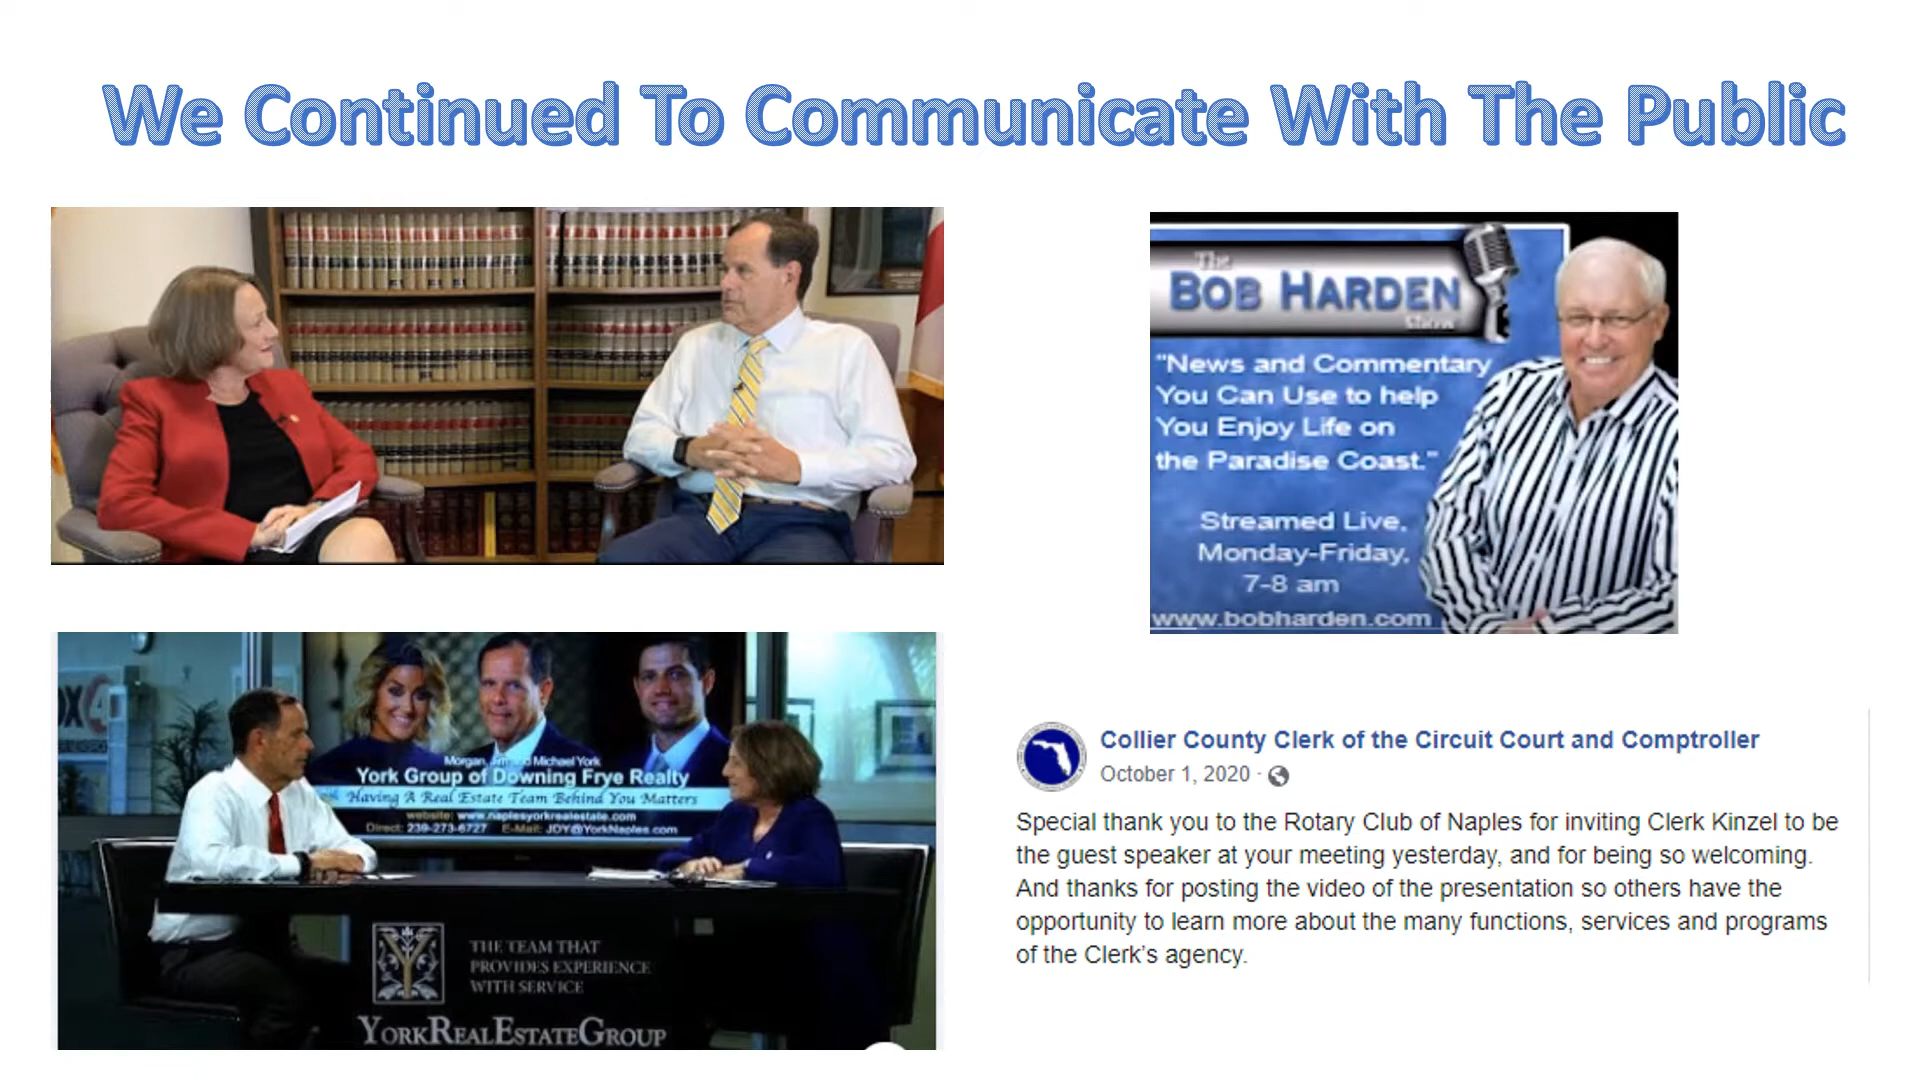 We Continued To Communicate With The Public
The
BOB HARDEN
Show
"News and Commentary
You Can Use to help
You Enjoy Life on
the Paradise Coast."
Streamed Live,
Monday-Friday,
7-8 am
www.bobharden.com
Morgan, Jim and Michael York
York Group of Downing Frye Realty
Having A Real Estate Team Behind You Matters
website: www.naplesyorkrealestate.com
Direct: 239-273-6727 E-Mail: JDY@YorkNaples.com
Y
THE TEAM THAT
PROVIDES EXPERIENCE
WITH SERVICE
YORKREALESTATEGROUP
Collier County Clerk of the Circuit Court and Comptroller
October 1, 2020 ·
Special thank you to the Rotary Club of Naples for inviting Clerk Kinzel to be
the guest speaker at your meeting yesterday, and for being so welcoming.
And thanks for posting the video of the presentation so others have the
opportunity to learn more about the many functions, services and programs
of the Clerk's agency.